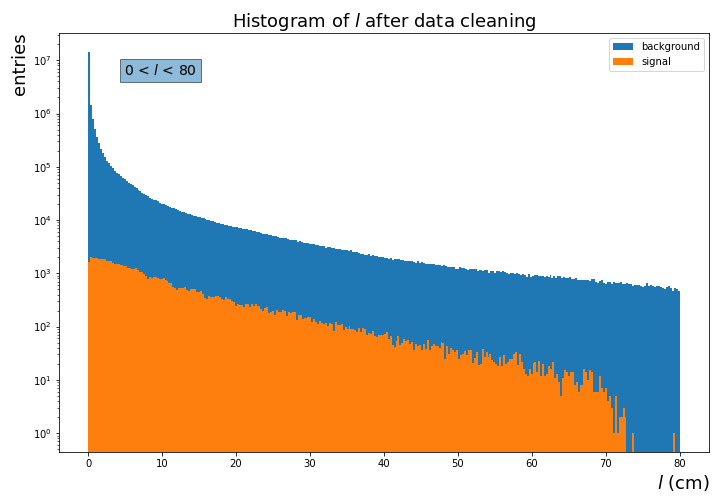 Histogram of l after data cleaning
entries
0 < l < 80
background
signal
10⁷
10⁶
10⁵
10⁴
10³
10²
10¹
10⁰
0 10 20 30 40 50 60 70 80
l (cm)